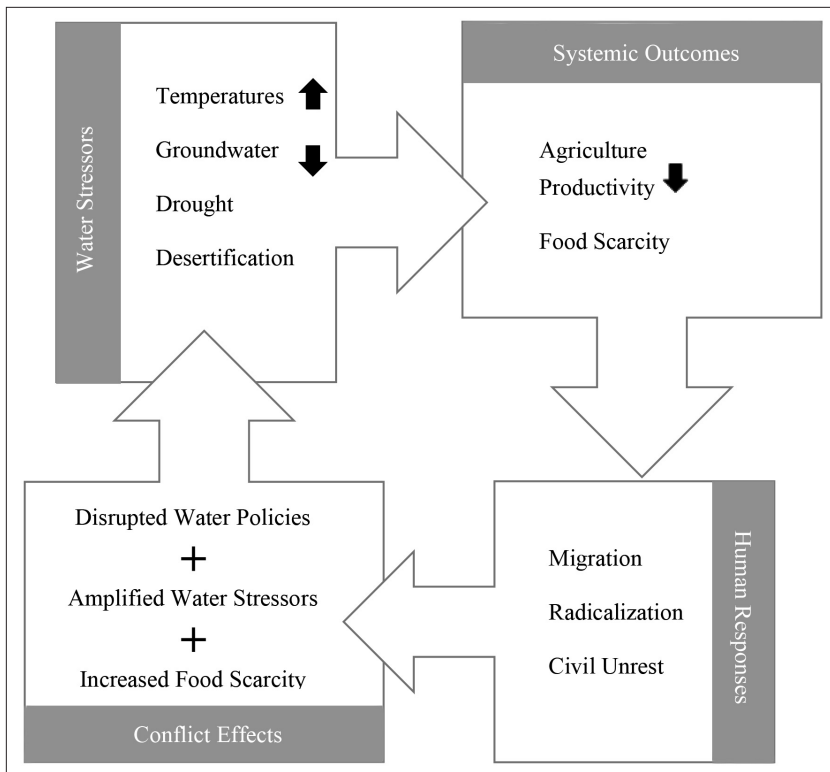 Water Stressors
Temperatures
Groundwater
Drought
Desertification
Systemic Outcomes
Agriculture
Productivity
Food Scarcity
Human Responses
Migration
Radicalization
Civil Unrest
Disrupted Water Policies
+
Amplified Water Stressors
+
Increased Food Scarcity
Conflict Effects